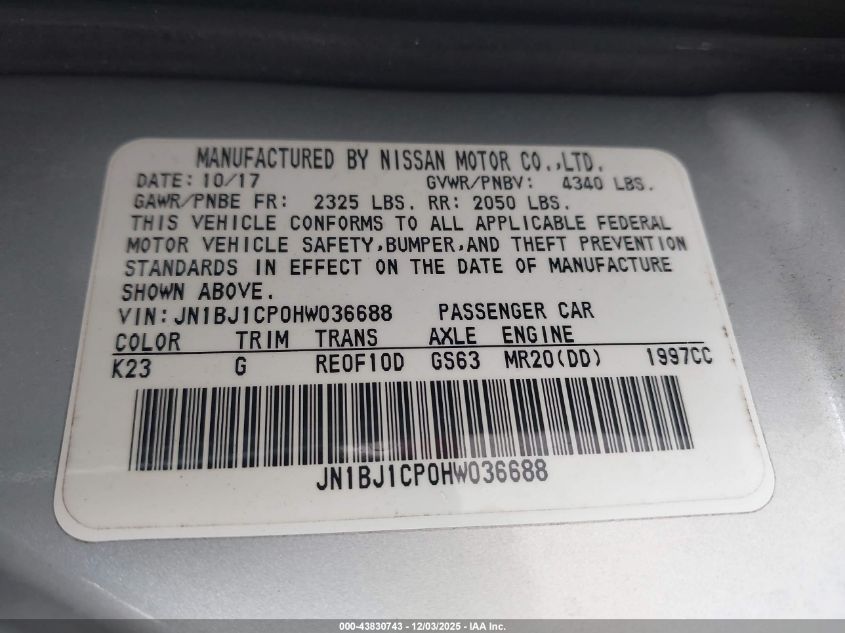 MANUFACTURED BY NISSAN MOTOR CO.,LTD.
DATE: 10/17 GVWR/PNBV: 4340 LBS.
GAWR/PNBE FR: 2325 LBS. RR: 2050 LBS.
THIS VEHICLE CONFORMS TO ALL APPLICABLE FEDERAL
MOTOR VEHICLE SAFETY,BUMPER,AND THEFT PREVENTION
STANDARDS IN EFFECT ON THE DATE OF MANUFACTURE
SHOWN ABOVE.
VIN:JN1BJ1CP0HW036688 PASSENGER CAR
COLOR TRIM TRANS AXLE ENGINE
K23 G RE0F10D GS63 MR20(DD) 1997CC
JN1BJ1CP0HW036688
000-43830743 - 12/03/2025 - IAA Inc.